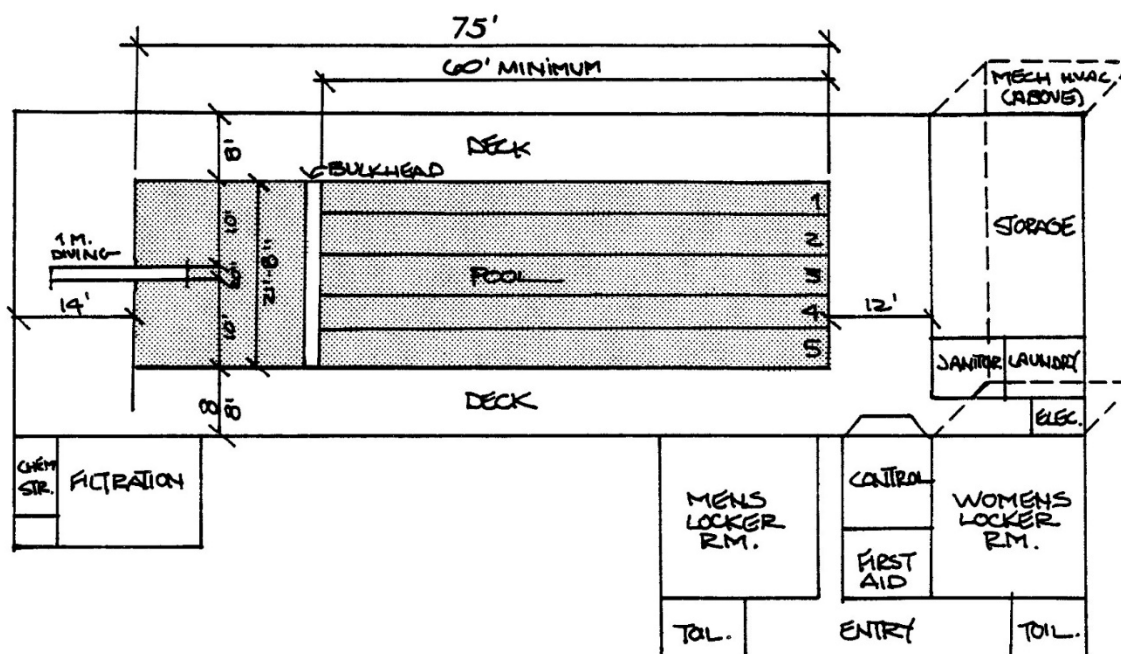 75'
60' MINIMUM
MECH HVAC
(ABOVE)
8'
DECK
BULKHEAD
1
10'
2
STORAGE
1 M.
DIVING
21'-8"
POOL
3
14'
4
12'
10'
5
JANITOR
LAUNDRY
8
8'
DECK
ELEC.
CHEM
STR.
FILTRATION
MENS
LOCKER
RM.
CONTROL
WOMENS
LOCKER
RM.
FIRST
AID
TOIL.
ENTRY
TOIL.